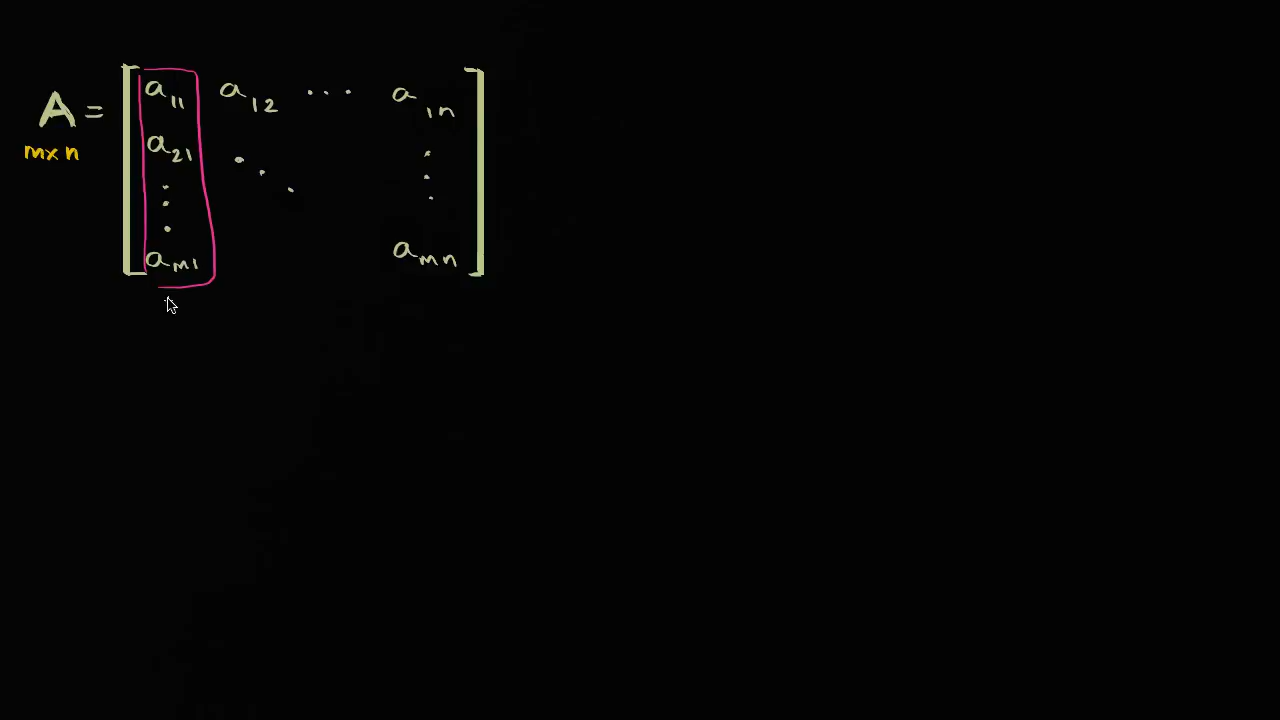 A = [ a11 a12 ... a1n
m×n a21 ⋱ ⋮
⋮
am1 amn ]